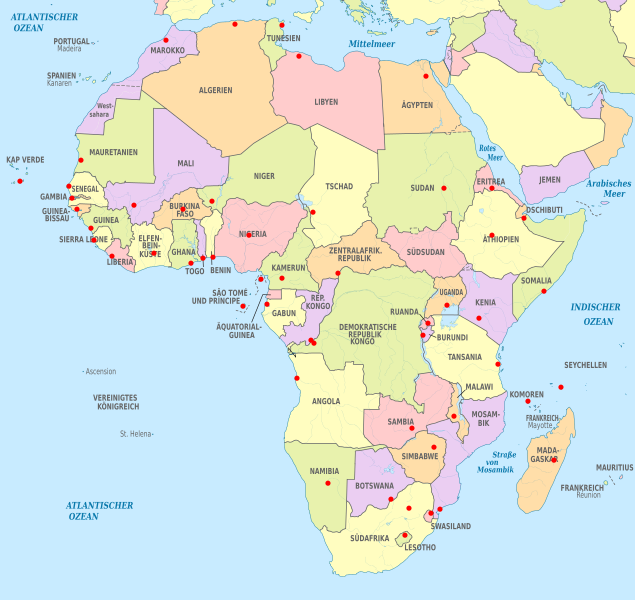 ATLANTISCHER
OZEAN
PORTUGAL
Madeira
MAROKKO
TUNESIEN
Mittelmeer
SPANIEN
Kanaren
ALGERIEN
LIBYEN
ÄGYPTEN
West-
sahara
KAP VERDE
MAURETANIEN
MALI
NIGER
TSCHAD
SUDAN
Rotes
Meer
ERITREA
JEMEN
Arabisches
Meer
SENEGAL
GAMBIA
GUINEA-
BISSAU
GUINEA
SIERRA LEONE
LIBERIA
ELFEN-
BEIN-
KÜSTE
BURKINA
FASO
GHANA
TOGO
BENIN
NIGERIA
DSCHIBUTI
ÄTHIOPIEN
ZENTRALAFRIK.
REPUBLIK
SÜDSUDAN
KAMERUN
SOMALIA
SÃO TOMÉ
UND PRÍNCIPE
ÄQUATORIAL-
GUINEA
GABUN
REP.
KONGO
DEMOKRATISCHE
REPUBLIK
KONGO
UGANDA
KENIA
RUANDA
BURUNDI
INDISCHER
OZEAN
TANSANIA
SEYCHELLEN
Ascension
VEREINIGTES
KÖNIGREICH
St. Helena
ANGOLA
SAMBIA
MALAWI
KOMOREN
FRANKREICH
Mayotte
MOSAM-
BIK
MADA-
GASKAR
SIMBABWE
Straße
von
Mosambik
MAURITIUS
FRANKREICH
Réunion
NAMIBIA
BOTSWANA
ATLANTISCHER
OZEAN
SWASILAND
SÜDAFRIKA
LESOTHO